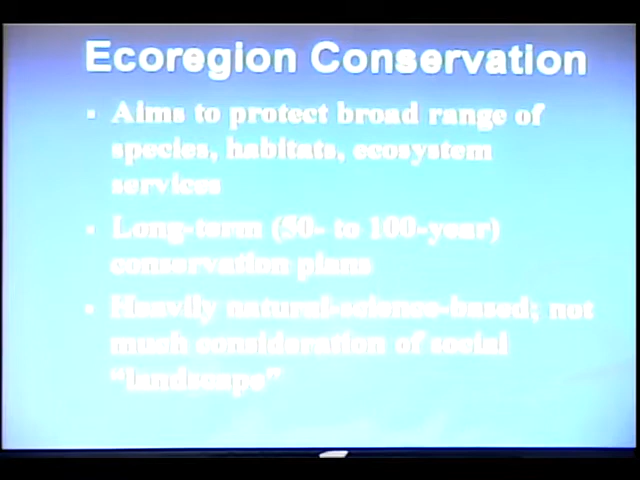 Ecoregion Conservation
▪ Aims to protect broad range of
species, habitats, ecosystem
services
▪ Long-term (50- to 100-year)
conservation plans
▪ Heavily natural-science-based; not
much consideration of social
“landscape”